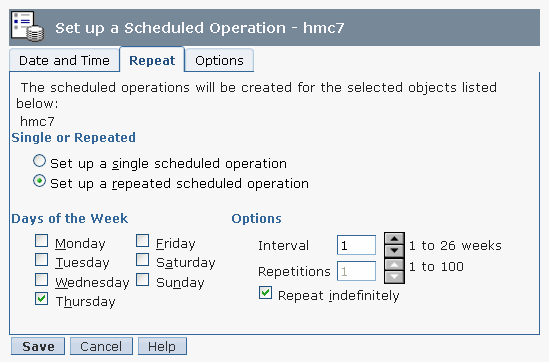 Set up a Scheduled Operation - hmc7
Date and Time Repeat Options
The scheduled operations will be created for the selected objects listed
below:
hmc7
Single or Repeated
Set up a single scheduled operation
Set up a repeated scheduled operation
Days of the Week Options
Monday Friday Interval 1 1 to 26 weeks
Tuesday Saturday Repetitions 1 1 to 100
Wednesday Sunday
Thursday Repeat indefinitely
Save Cancel Help